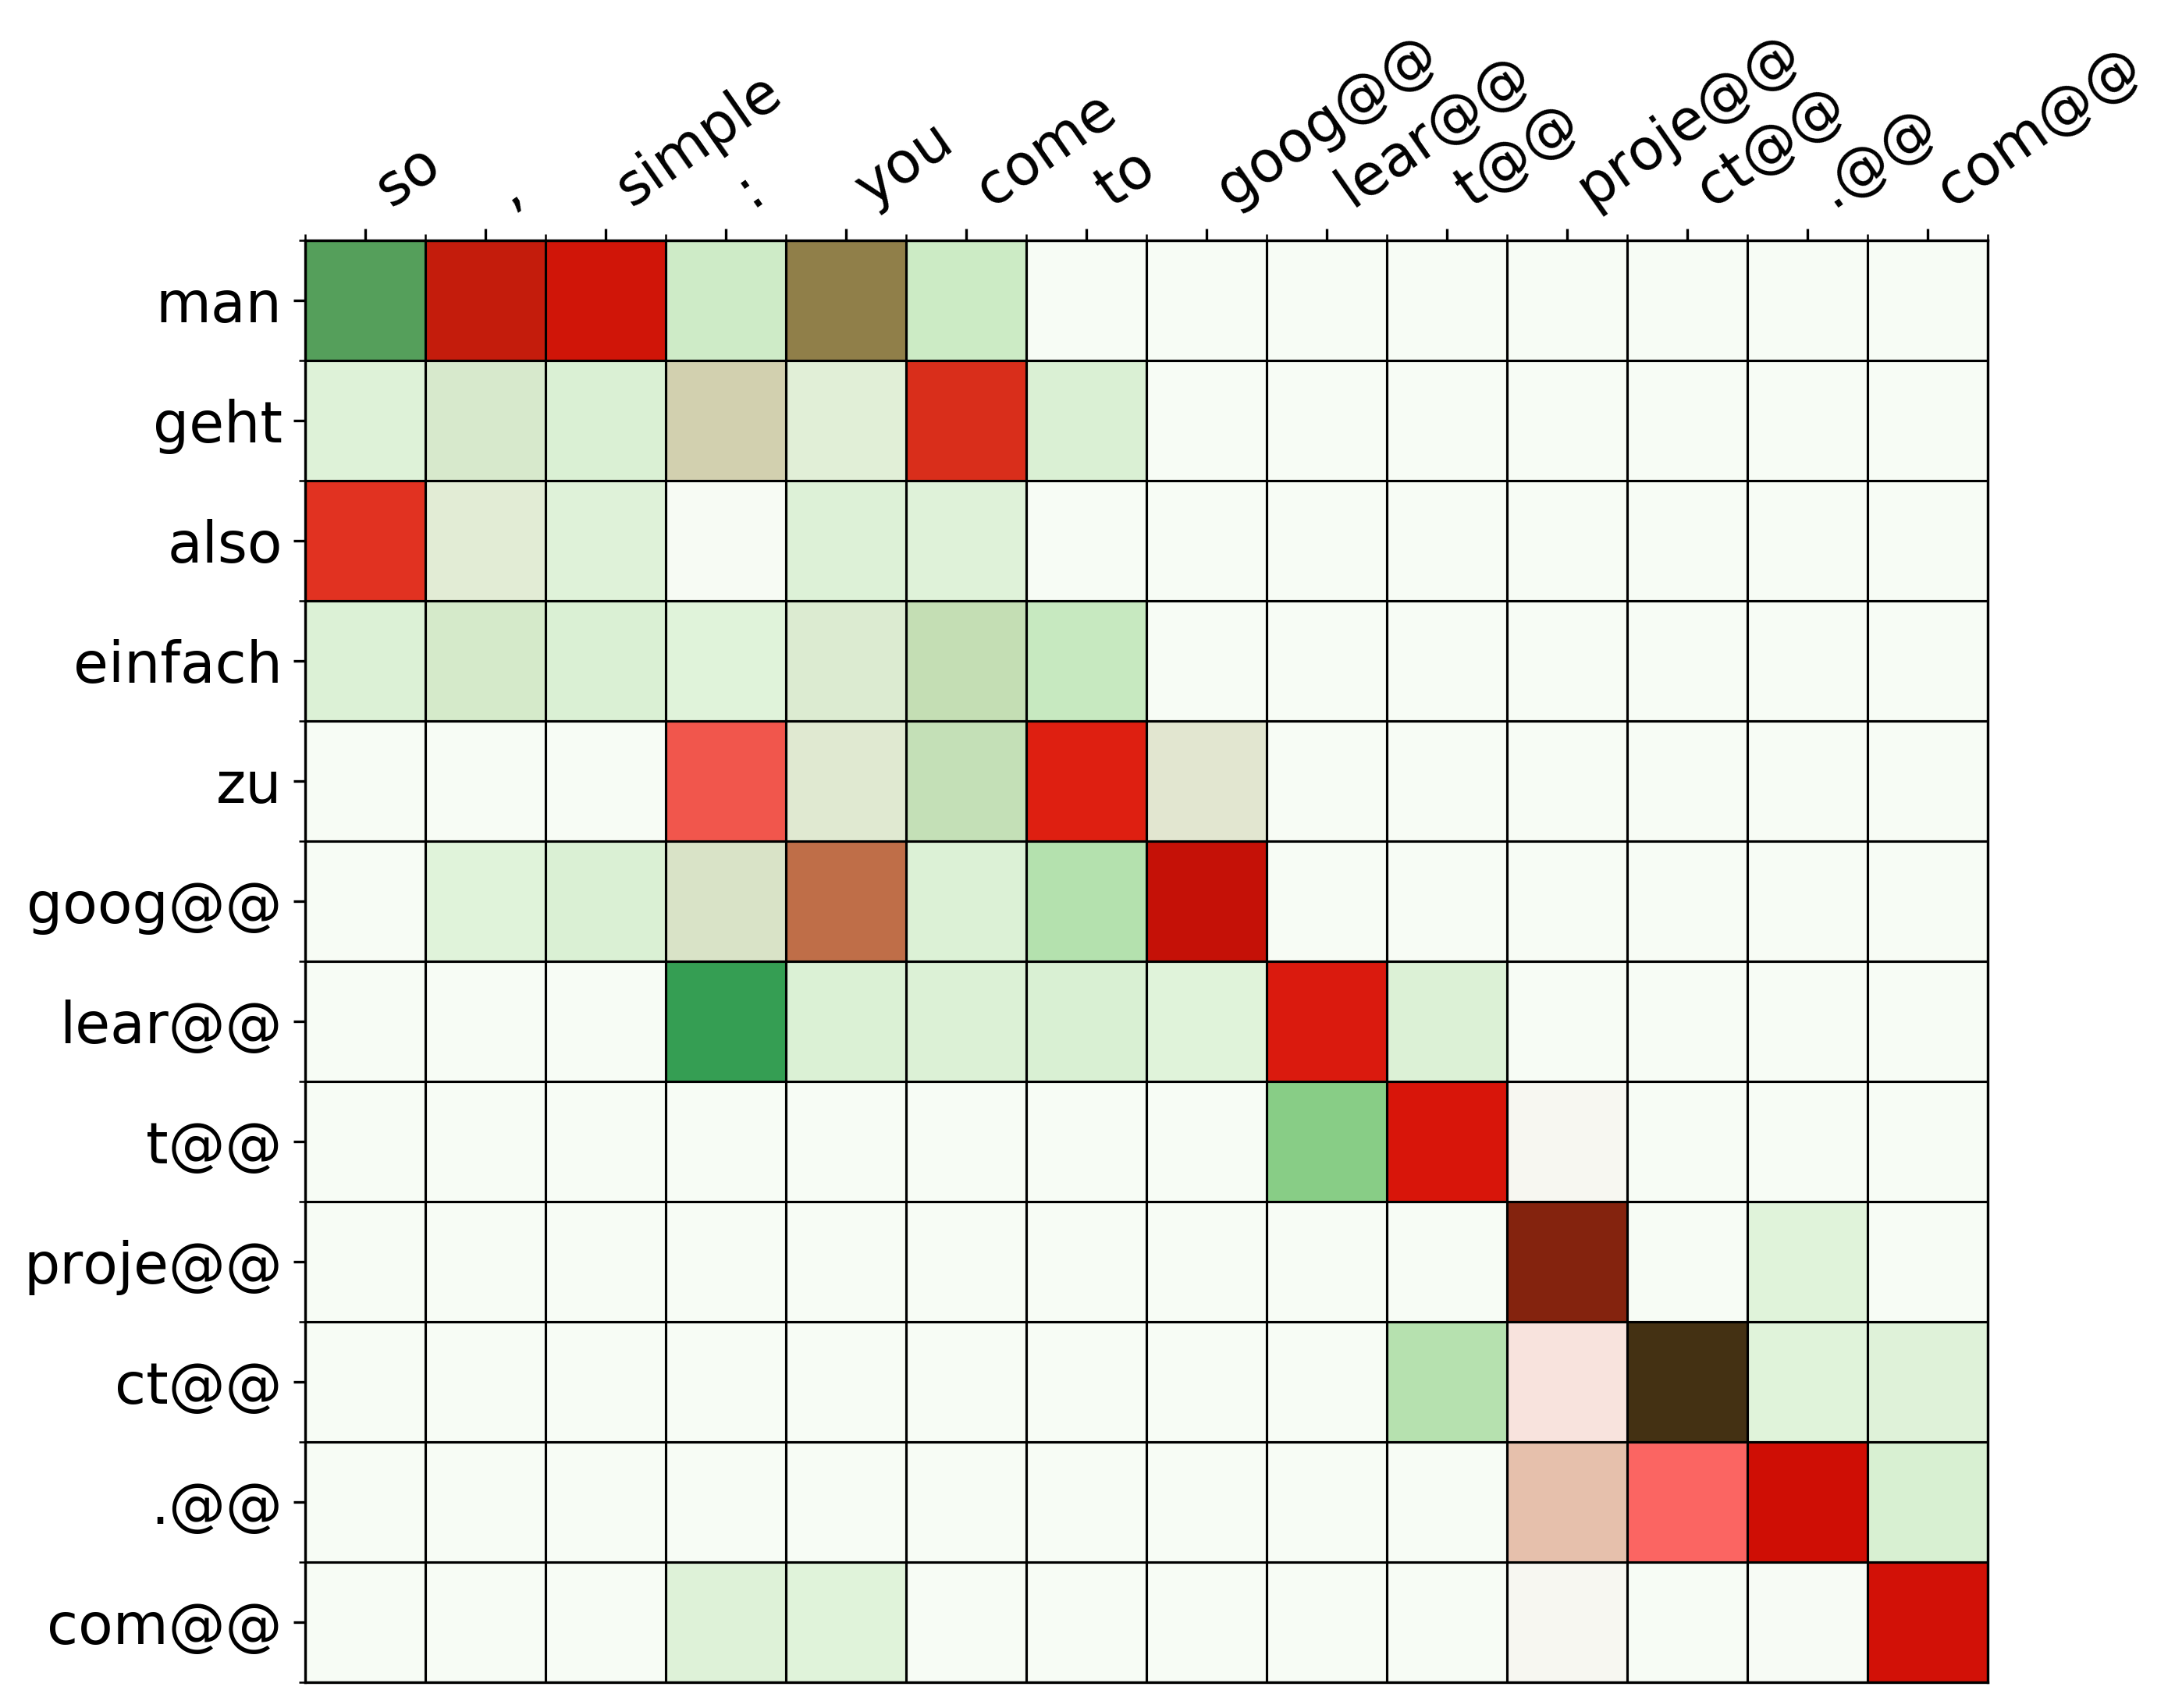 so , simple : you come to goog@@ lear@@ t@@ proje@@ ct@@ .@@ com@@
man
geht
also
einfach
zu
goog@@
lear@@
t@@
proje@@
ct@@
.@@
com@@